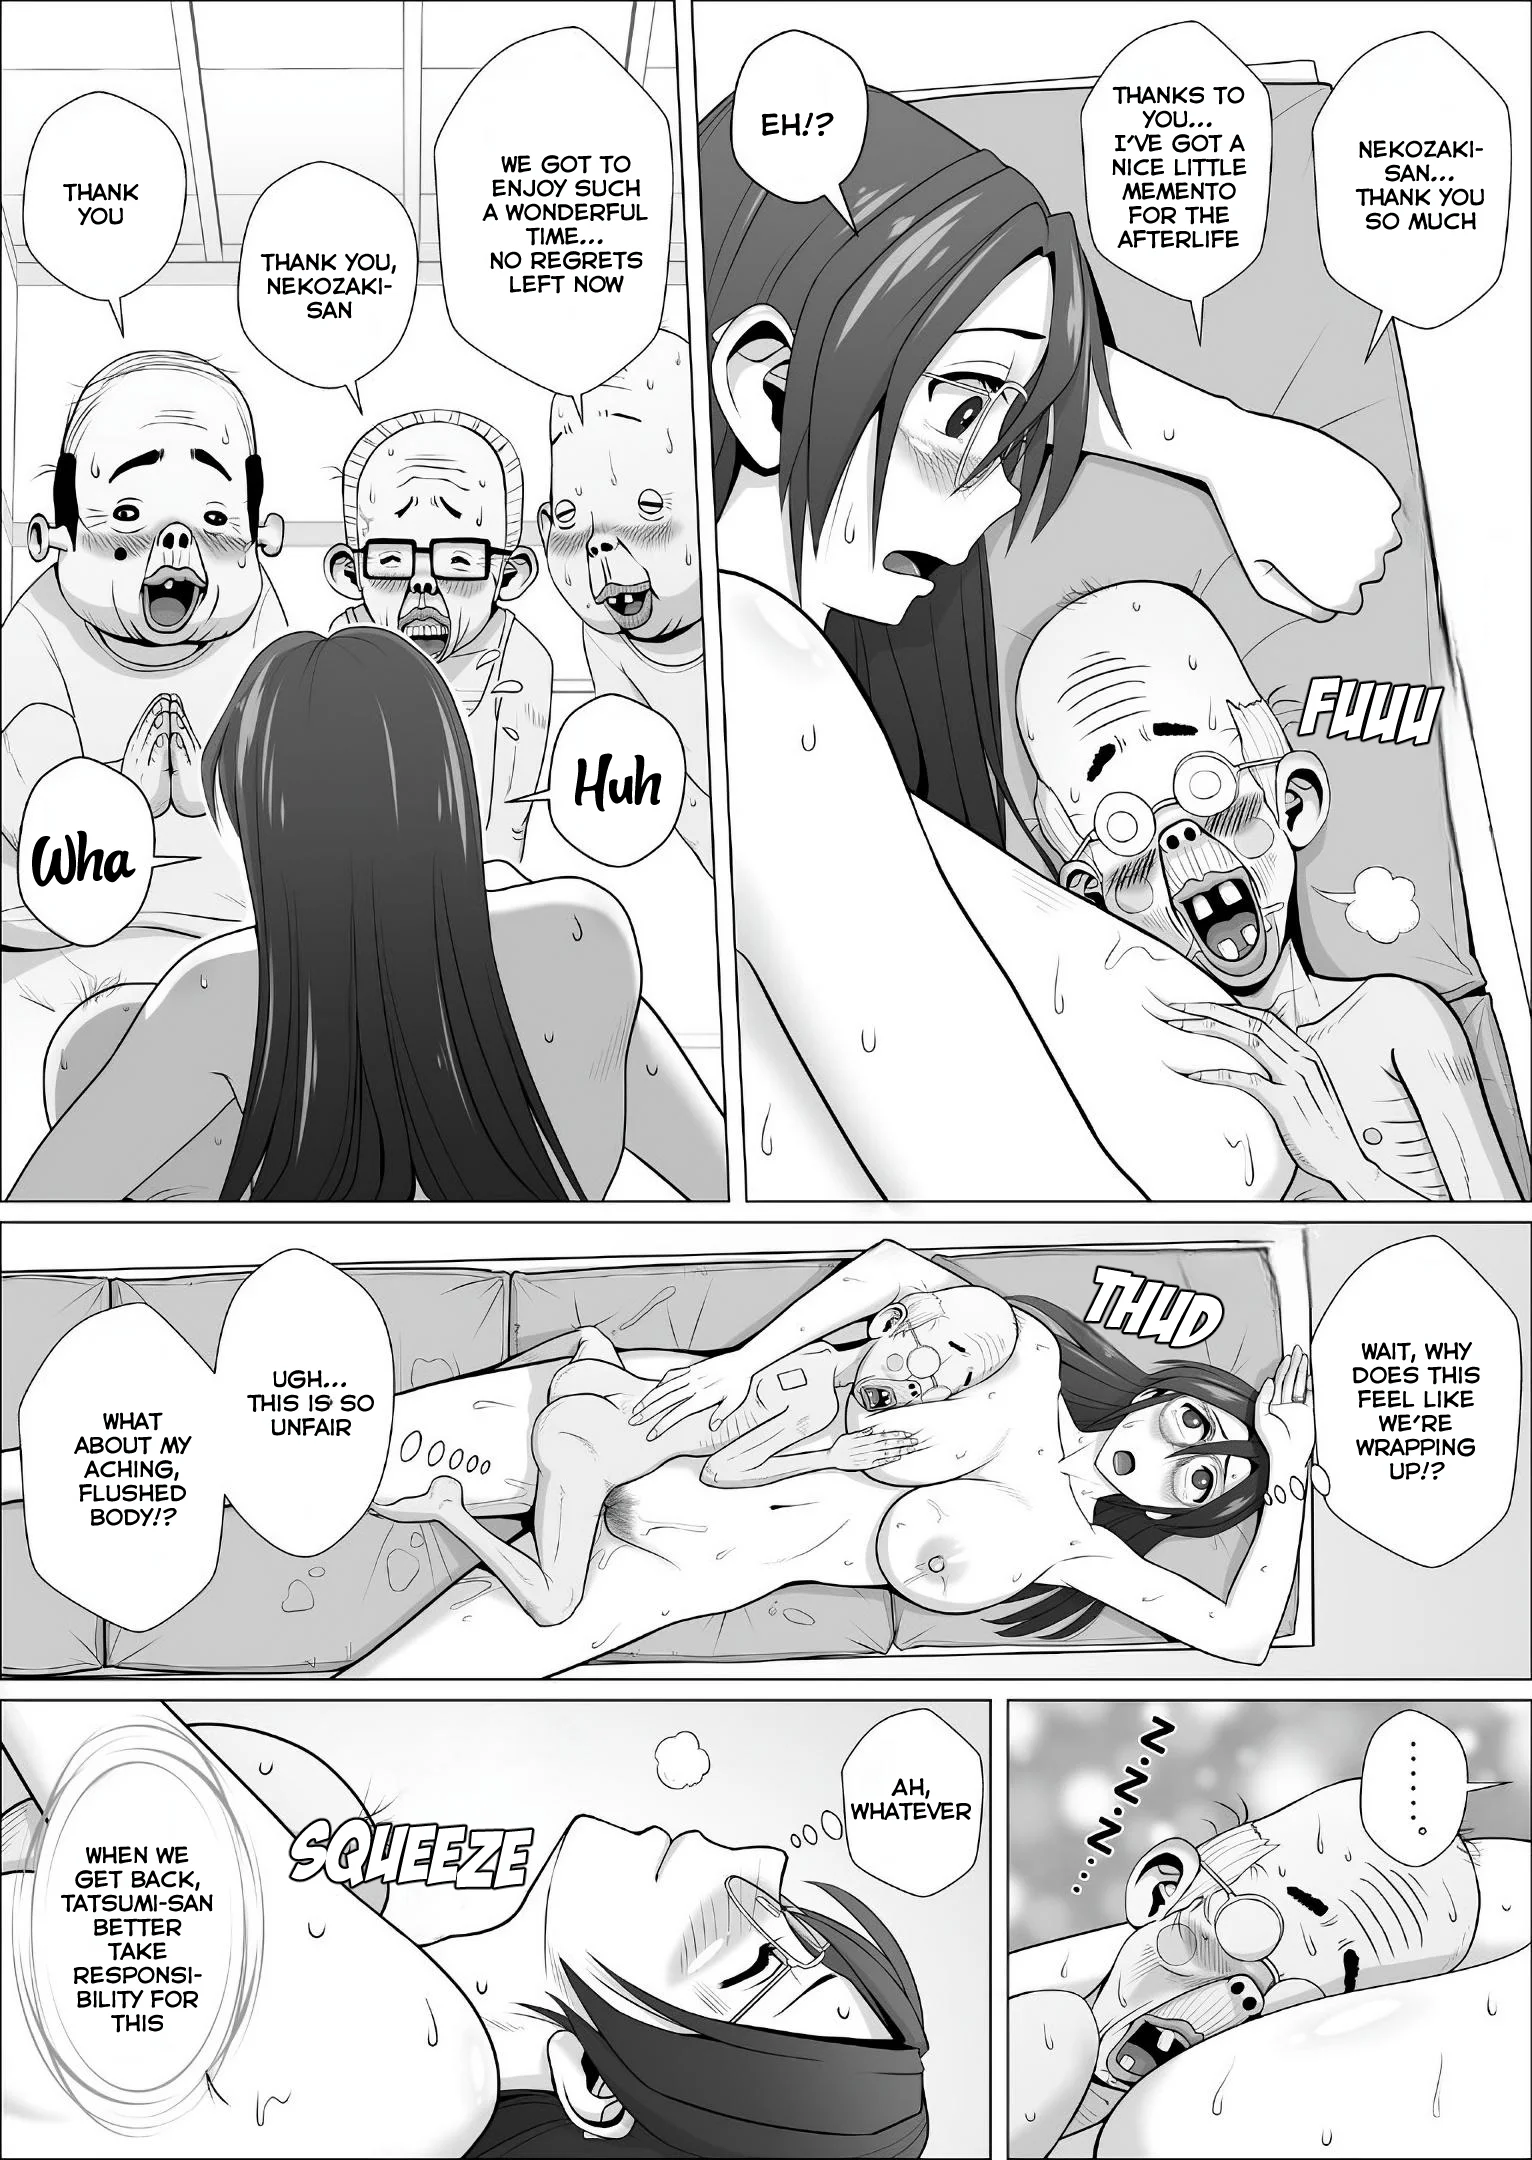 NEKOZAKI-
SAN...
THANK YOU
SO MUCH
THANKS TO
YOU...
I'VE GOT A
NICE LITTLE
MEMENTO
FOR THE
AFTERLIFE
EH!?
FUUU
WE GOT TO
ENJOY SUCH
A WONDERFUL
TIME...
NO REGRETS
LEFT NOW
THANK YOU,
NEKOZAKI-
SAN
THANK
YOU
Huh
Wha
WAIT, WHY
DOES THIS
FEEL LIKE
WE'RE
WRAPPING
UP!?
THUD
UGH...
THIS IS SO
UNFAIR
WHAT
ABOUT MY
ACHING,
FLUSHED
BODY!?
.......
...N.N.N
AH,
WHATEVER
SQUEEZE
WHEN WE
GET BACK,
TATSUMI-SAN
BETTER
TAKE
RESPONSI-
BILITY FOR
THIS